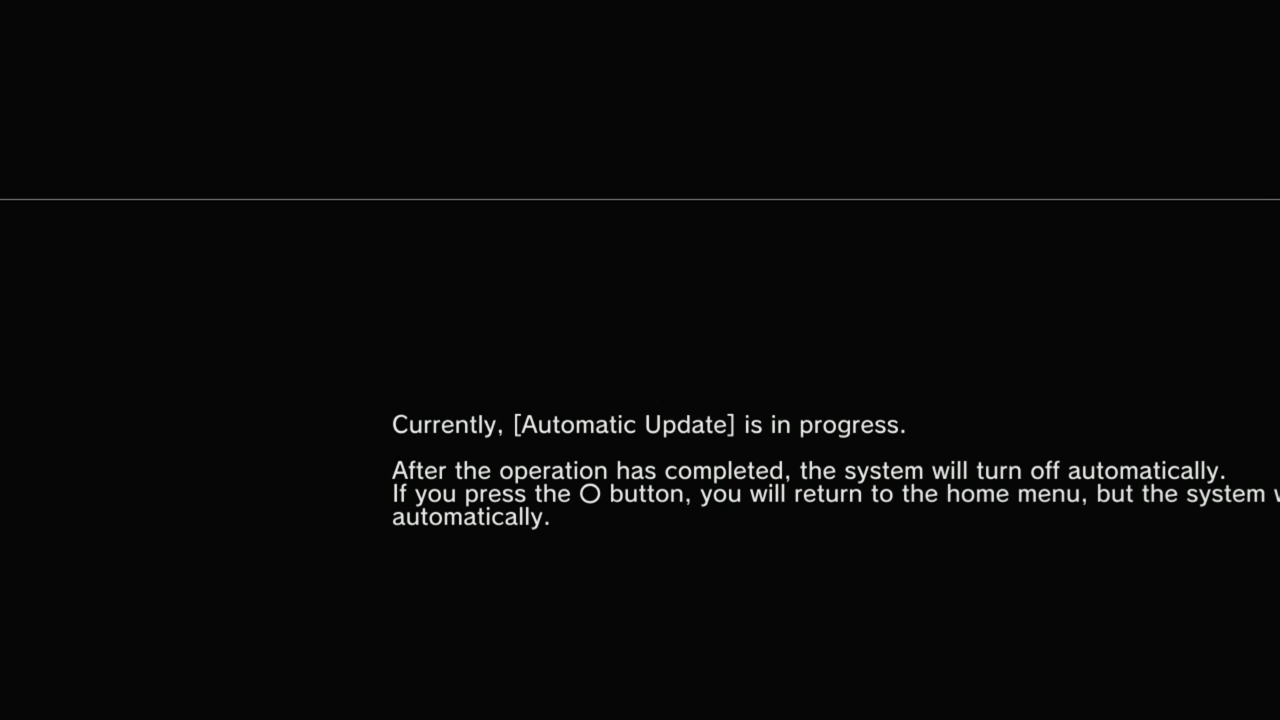 Currently, [Automatic Update] is in progress.
After the operation has completed, the system will turn off automatically.
If you press the ○ button, you will return to the home menu, but the system
automatically.